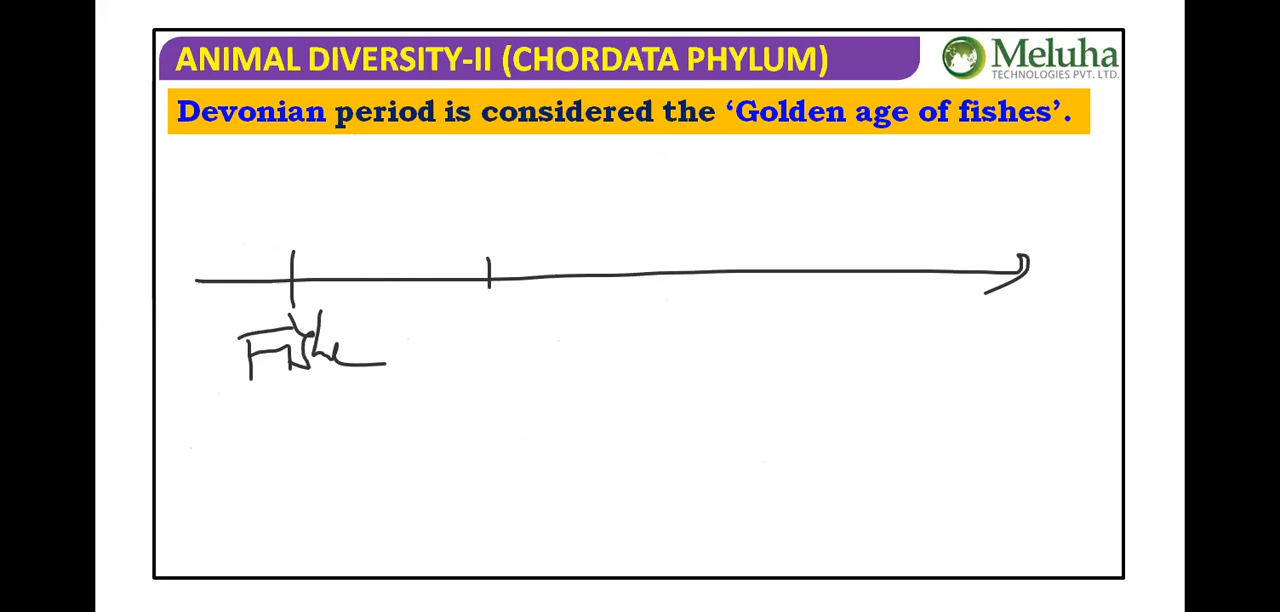 ANIMAL DIVERSITY-II (CHORDATA PHYLUM)
Meluha
TECHNOLOGIES PVT. LTD.
Devonian period is considered the ‘Golden age of fishes’.
Fishe